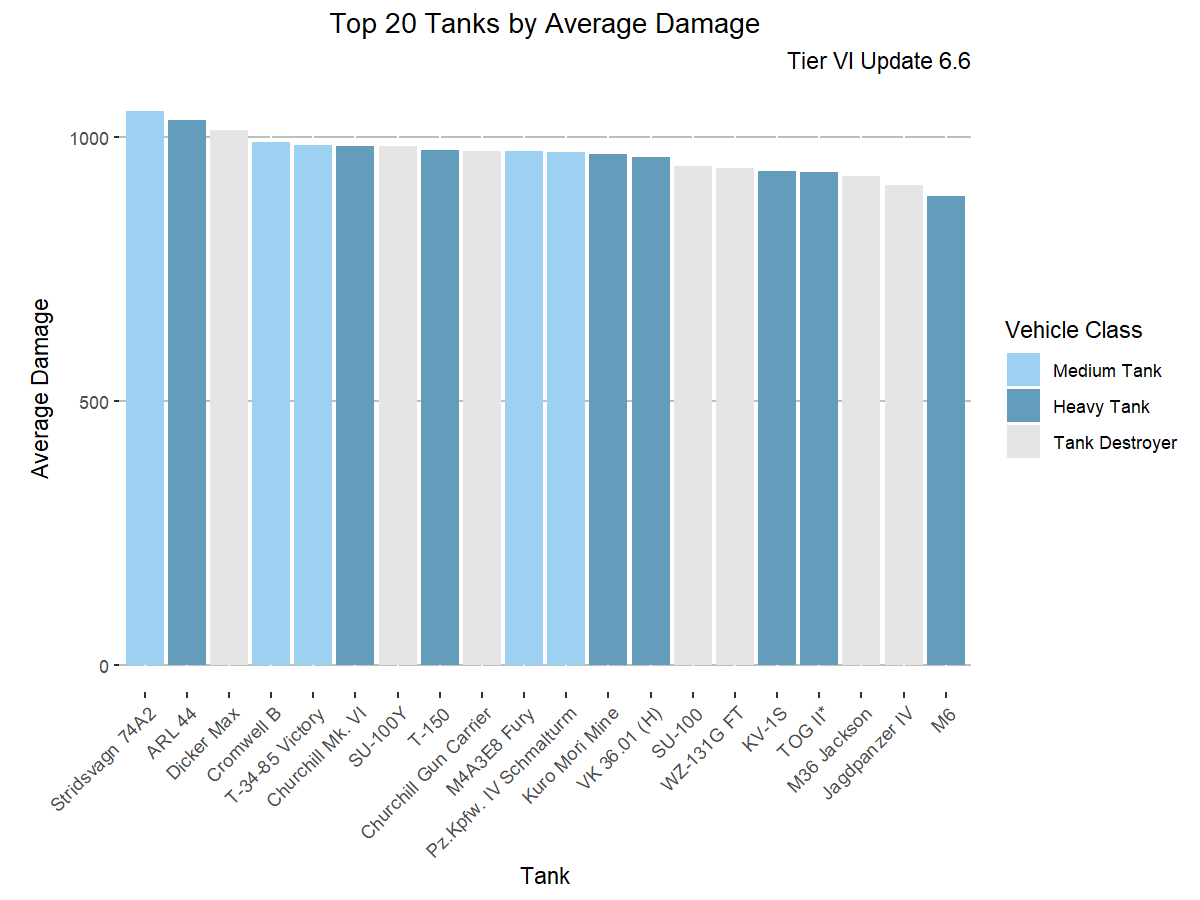 Top 20 Tanks by Average Damage
Tier VI Update 6.6
Average Damage
1000
500
0
Stridsvagn 74A2
ARL 44
Dicker Max
Cromwell B
T-34-85 Victory
Churchill Mk. VI
SU-100Y
T-150
Churchill Gun Carrier
M4A3E8 Fury
Pz.Kpfw. IV Schmalturm
Kuro Mori Mine
VK 36.01 (H)
SU-100
WZ-131G FT
KV-1S
TOG II*
M36 Jackson
Jagdpanzer IV
M6
Tank
Vehicle Class
Medium Tank
Heavy Tank
Tank Destroyer